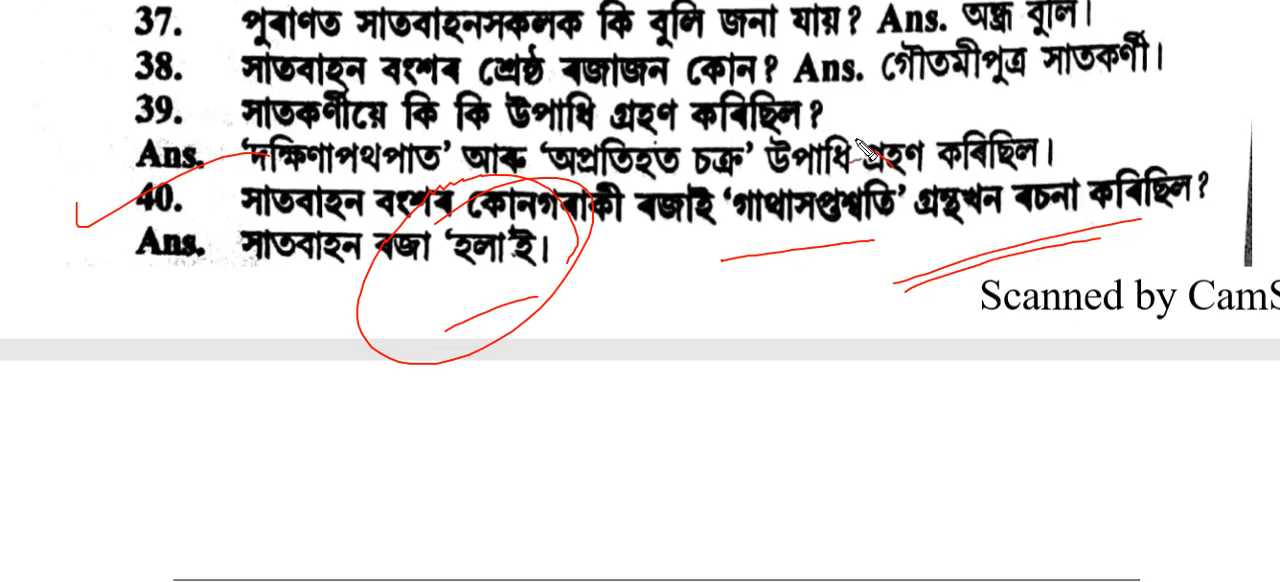 37. পুৰাণত সাতবাহনসকলক কি বুলি জনা যায়? Ans. অন্ধ্ৰ বুলি।
38. সাতবাহন বংশৰ শ্ৰেষ্ঠ ৰজাজন কোন? Ans. গৌতমীপুত্ৰ সাতকৰ্ণী।
39. সাতকৰ্ণীয়ে কি কি উপাধি গ্ৰহণ কৰিছিল?
Ans. 'দক্ষিণাপথপাত' আৰু 'অপ্ৰতিহত চক্ৰ' উপাধি গ্ৰহণ কৰিছিল।
40. সাতবাহন বংশৰ কোনগৰাকী ৰজাই 'গাথাসপ্তশ্বতি' গ্ৰন্থখন ৰচনা কৰিছিল?
Ans. সাতবাহন ৰজা 'হলা'ই।
Scanned by CamS